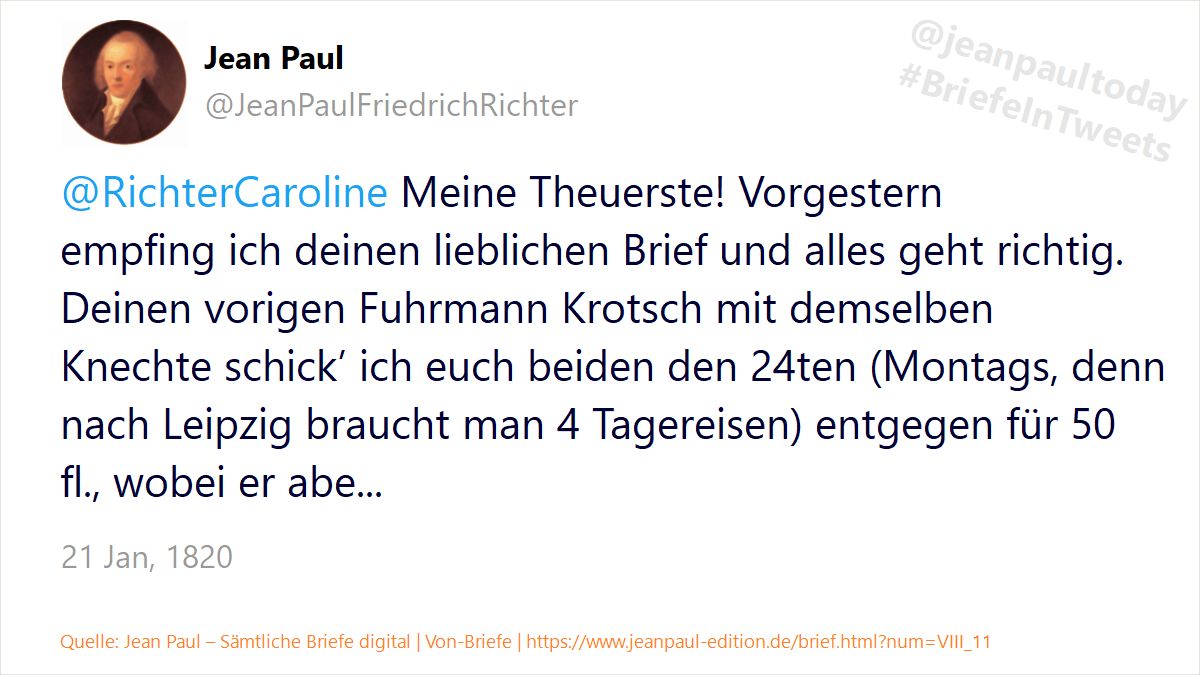 Jean Paul
@JeanPaulFriedrichRichter
@jeanpaultoday
#BriefeInTweets
@RichterCaroline Meine Theuerste! Vorgestern
empfing ich deinen lieblichen Brief und alles geht richtig.
Deinen vorigen Fuhrmann Krotsch mit demselben
Knechte schick’ ich euch beiden den 24ten (Montags, denn
nach Leipzig braucht man 4 Tagereisen) entgegen für 50
fl., wobei er abe...
21 Jan, 1820
Quelle: Jean Paul – Sämtliche Briefe digital | Von-Briefe | https://www.jeanpaul-edition.de/brief.html?num=VIII_11